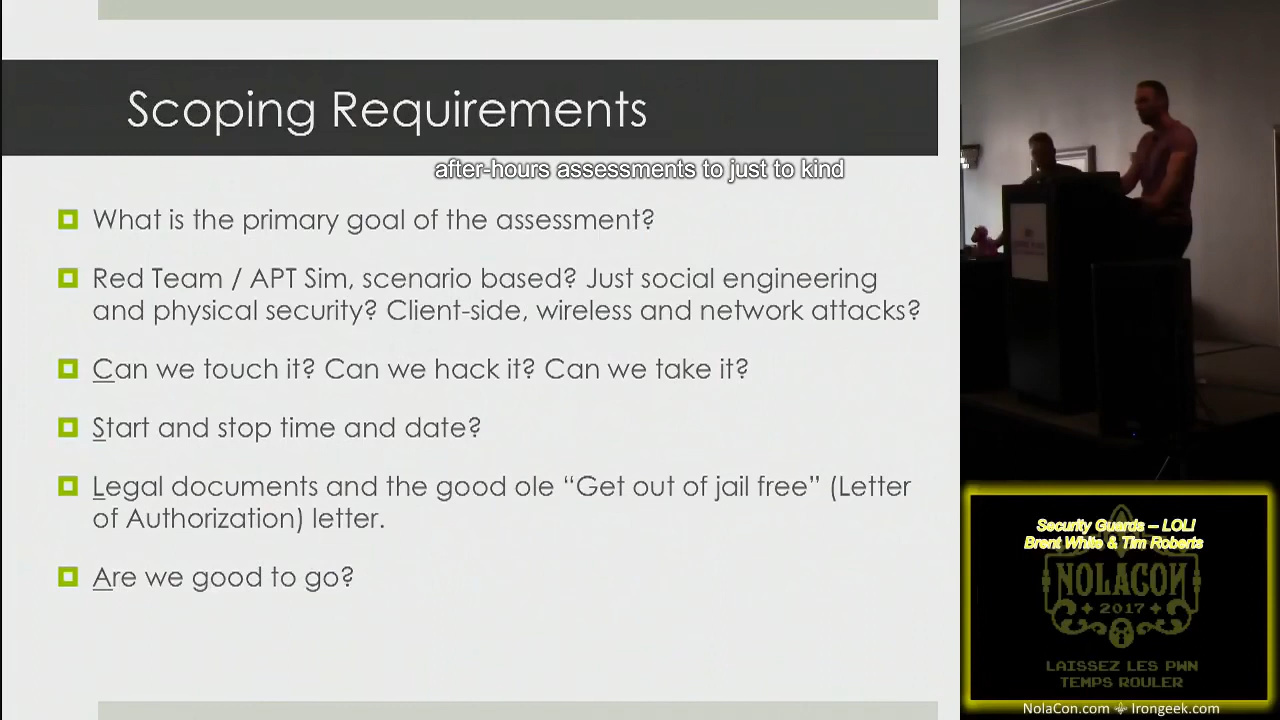 Scoping Requirements
after-hours assessments to just to kind
What is the primary goal of the assessment?
Red Team / APT Sim, scenario based? Just social engineering
and physical security? Client-side, wireless and network attacks?
Can we touch it? Can we hack it? Can we take it?
Start and stop time and date?
Legal documents and the good ole “Get out of jail free” (Letter
of Authorization) letter.
Are we good to go?
Security Guards -- LOL!
Brent White & Tim Roberts
NOLACON
2017
LAISSEZ LES PWN
TEMPS ROULER
NolaCon.com Irongeek.com